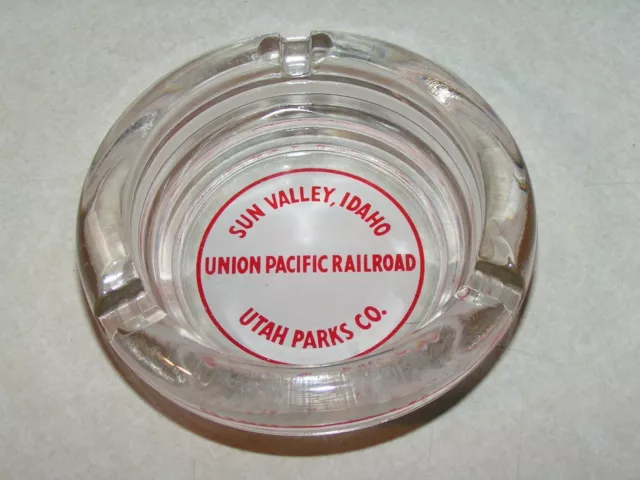 SUN VALLEY, IDAHO
UNION PACIFIC RAILROAD
UTAH PARKS CO.